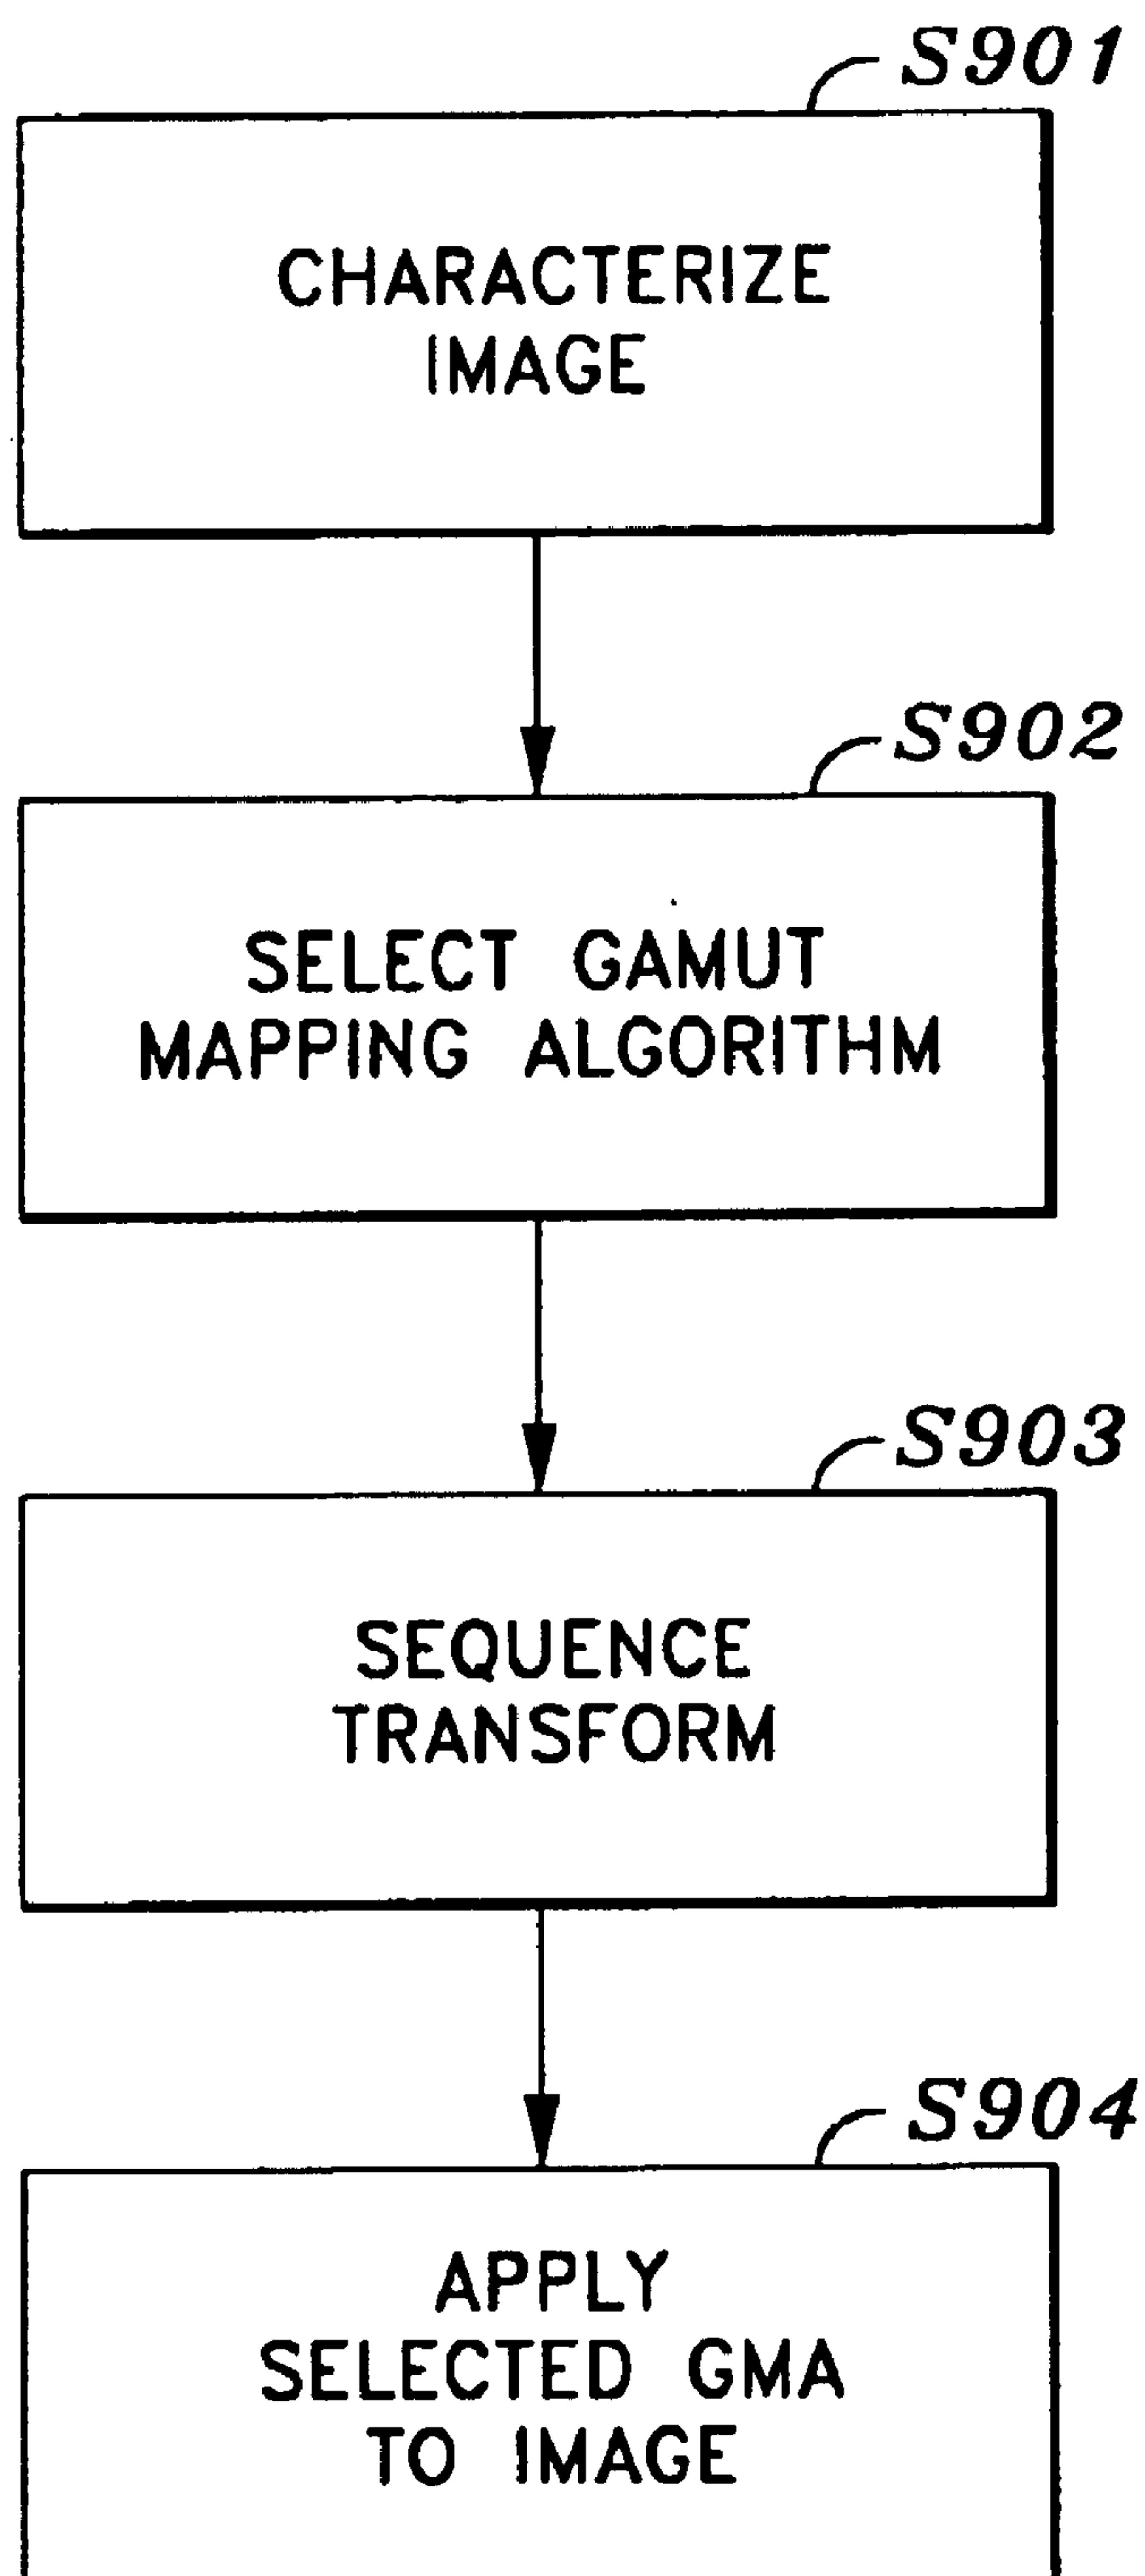 S901
CHARACTERIZE
IMAGE
S902
SELECT GAMUT
MAPPING ALGORITHM
S903
SEQUENCE
TRANSFORM
S904
APPLY
SELECTED GMA
TO IMAGE